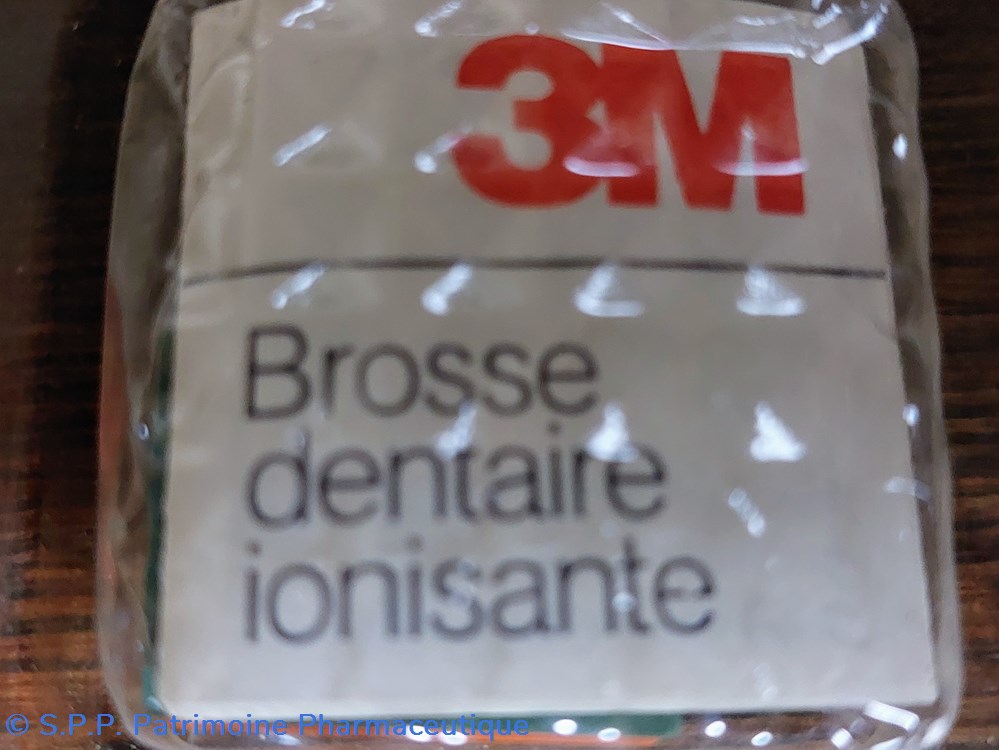 3M
Brosse
dentaire
ionisante
© S.P.P. Patrimoine Pharmaceutique